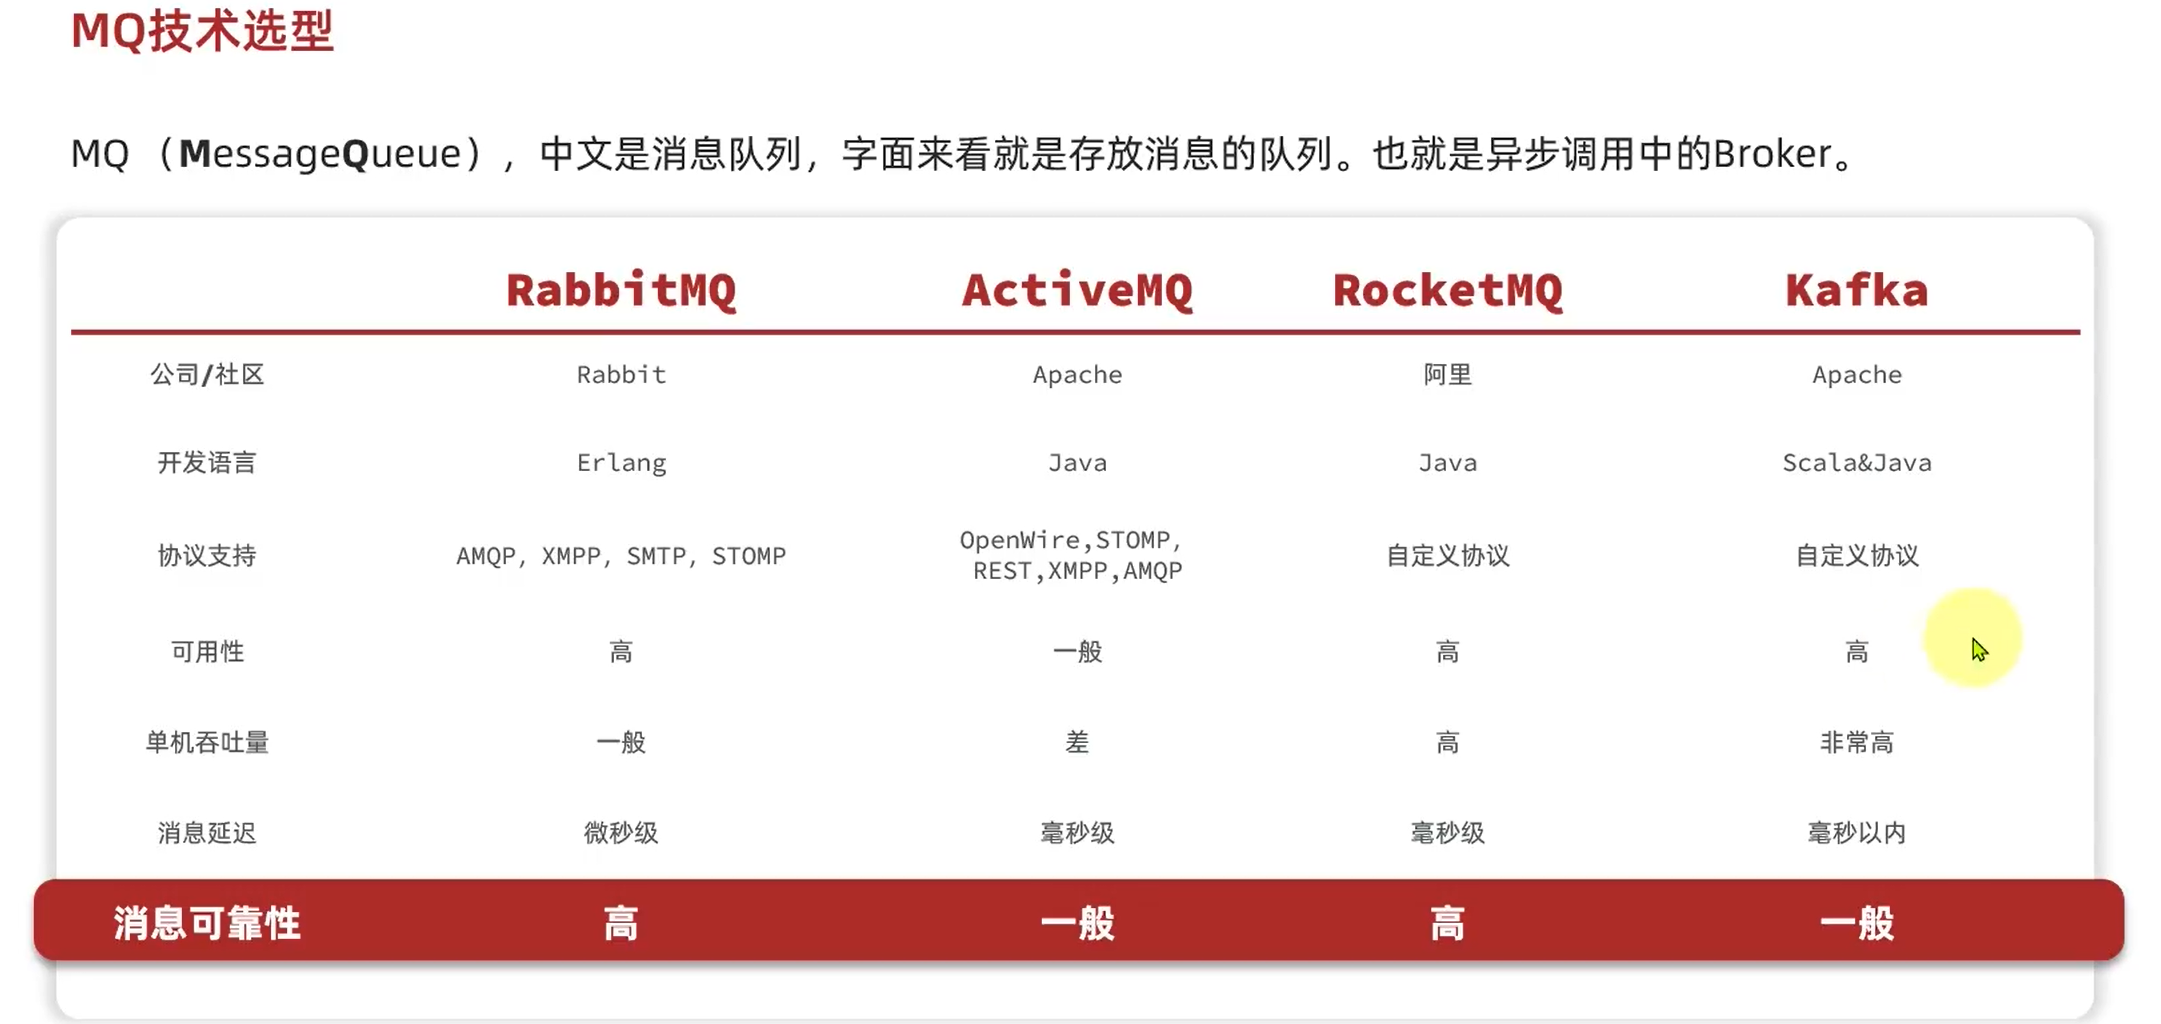 MQ技术选型
MQ（MessageQueue），中文是消息队列，字面来看就是存放消息的队列。也就是异步调用中的Broker。
RabbitMQ ActiveMQ RocketMQ Kafka
公司/社区 Rabbit Apache 阿里 Apache
开发语言 Erlang Java Java Scala&Java
协议支持 AMQP, XMPP, SMTP, STOMP OpenWire,STOMP, REST,XMPP,AMQP 自定义协议 自定义协议
可用性 高 一般 高 高
单机吞吐量 一般 差 高 非常高
消息延迟 微秒级 毫秒级 毫秒级 毫秒以内
消息可靠性 高 一般 高 一般